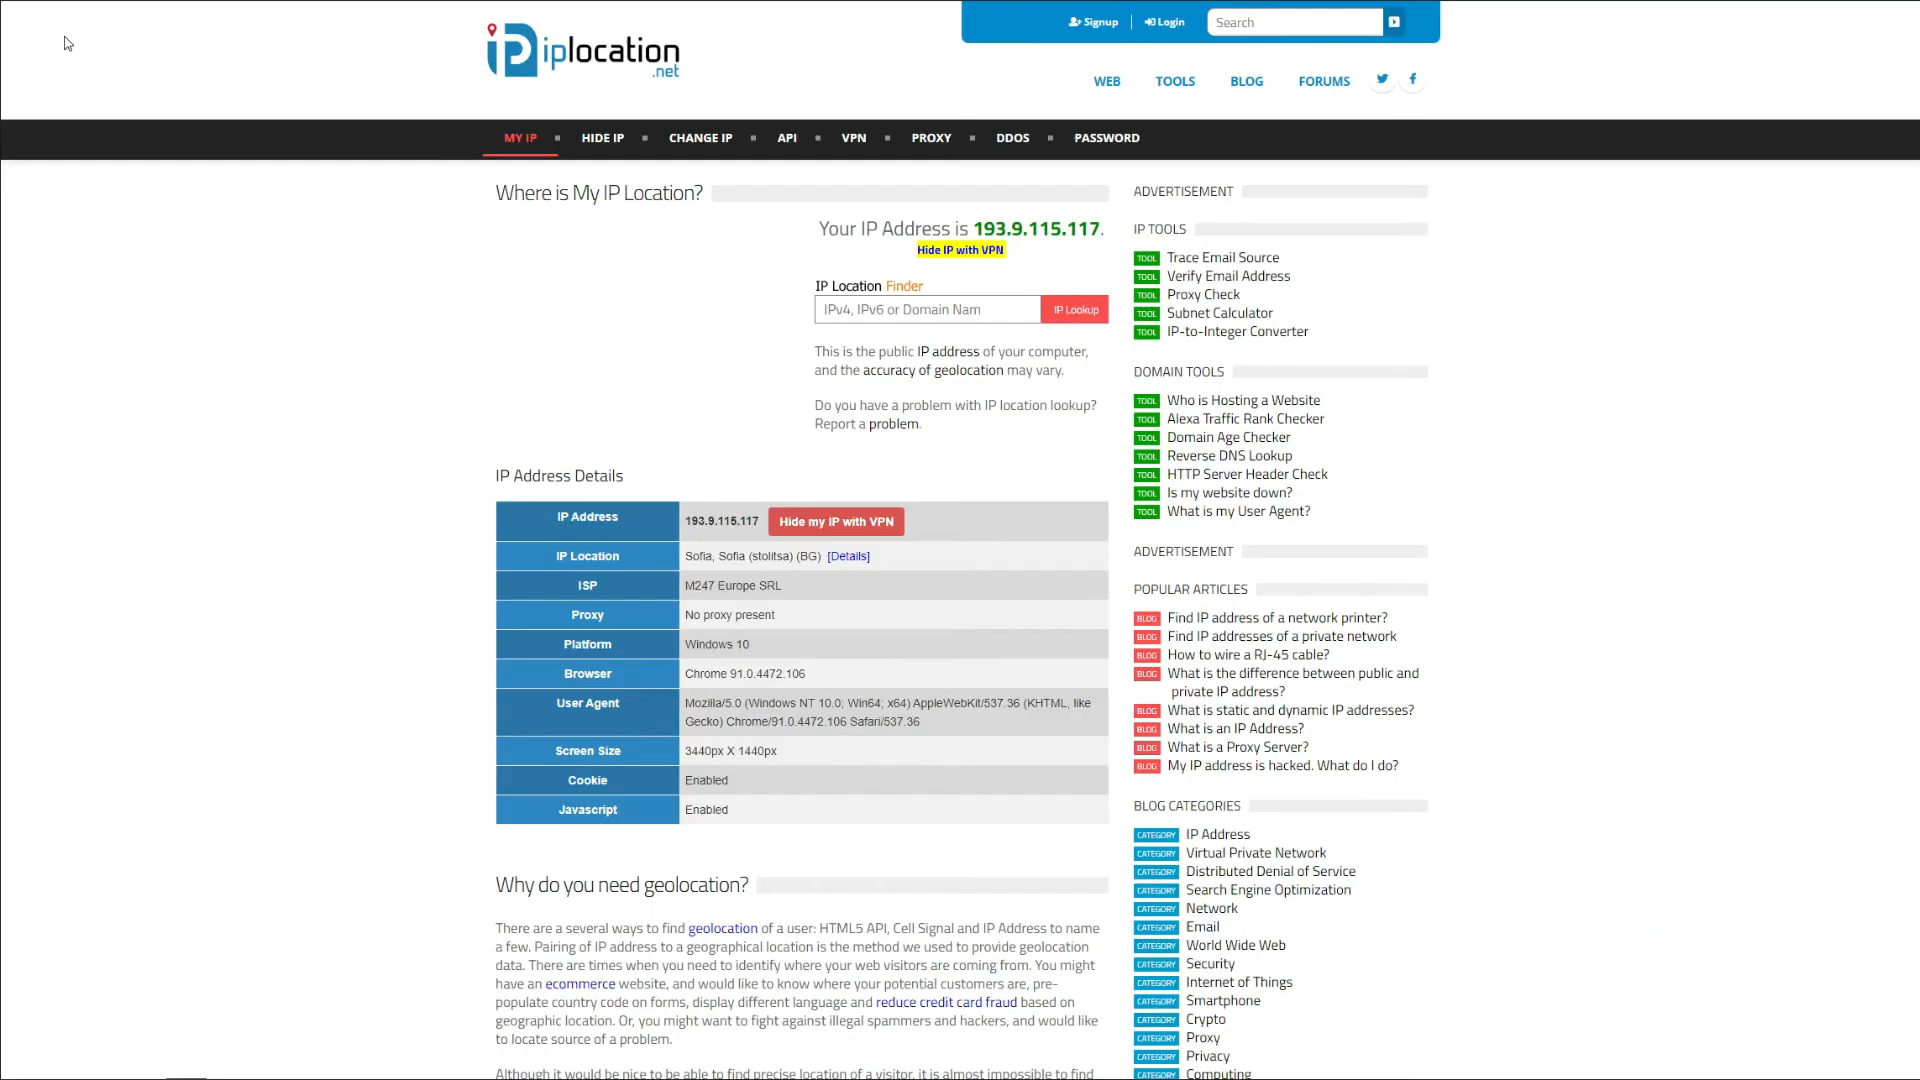 Signup
Login
Search
iplocation
.net
WEB
TOOLS
BLOG
FORUMS
MY IP
HIDE IP
CHANGE IP
API
VPN
PROXY
DDOS
PASSWORD
Where is My IP Location?
Your IP Address is 193.9.115.117.
Hide IP with VPN
IP Location Finder
IPv4, IPv6 or Domain Nam
IP Lookup
This is the public IP address of your computer,
and the accuracy of geolocation may vary.
Do you have a problem with IP location lookup?
Report a problem.
IP Address Details
IP Address 193.9.115.117 Hide my IP with VPN
IP Location Sofia, Sofia (stolitsa) (BG) [Details]
ISP M247 Europe SRL
Proxy No proxy present
Platform Windows 10
Browser Chrome 91.0.4472.106
User Agent Mozilla/5.0 (Windows NT 10.0; Win64; x64) AppleWebKit/537.36 (KHTML, like
Gecko) Chrome/91.0.4472.106 Safari/537.36
Screen Size 3440px X 1440px
Cookie Enabled
Javascript Enabled
Why do you need geolocation?
There are a several ways to find geolocation of a user: HTML5 API, Cell Signal and IP Address to name
a few. Pairing of IP address to a geographical location is the method we used to provide geolocation
data. There are times when you need to identify where your web visitors are coming from. You might
have an ecommerce website, and would like to know where your potential customers are, pre-
populate country code on forms, display different language and reduce credit card fraud based on
geographic location. Or, you might want to fight against illegal spammers and hackers, and would like
to locate source of a problem.
Although it would be nice to be able to find precise location of a visitor, it is almost impossible to find
ADVERTISEMENT
IP TOOLS
TOOL Trace Email Source
TOOL Verify Email Address
TOOL Proxy Check
TOOL Subnet Calculator
TOOL IP-to-Integer Converter
DOMAIN TOOLS
TOOL Who is Hosting a Website
TOOL Alexa Traffic Rank Checker
TOOL Domain Age Checker
TOOL Reverse DNS Lookup
TOOL HTTP Server Header Check
TOOL Is my website down?
TOOL What is my User Agent?
ADVERTISEMENT
POPULAR ARTICLES
BLOG Find IP address of a network printer?
BLOG Find IP addresses of a private network
BLOG How to wire a RJ-45 cable?
BLOG What is the difference between public and
private IP address?
BLOG What is static and dynamic IP addresses?
BLOG What is an IP Address?
BLOG What is a Proxy Server?
BLOG My IP address is hacked. What do I do?
BLOG CATEGORIES
CATEGORY IP Address
CATEGORY Virtual Private Network
CATEGORY Distributed Denial of Service
CATEGORY Search Engine Optimization
CATEGORY Network
CATEGORY Email
CATEGORY World Wide Web
CATEGORY Security
CATEGORY Internet of Things
CATEGORY Smartphone
CATEGORY Crypto
CATEGORY Proxy
CATEGORY Privacy
CATEGORY Computing